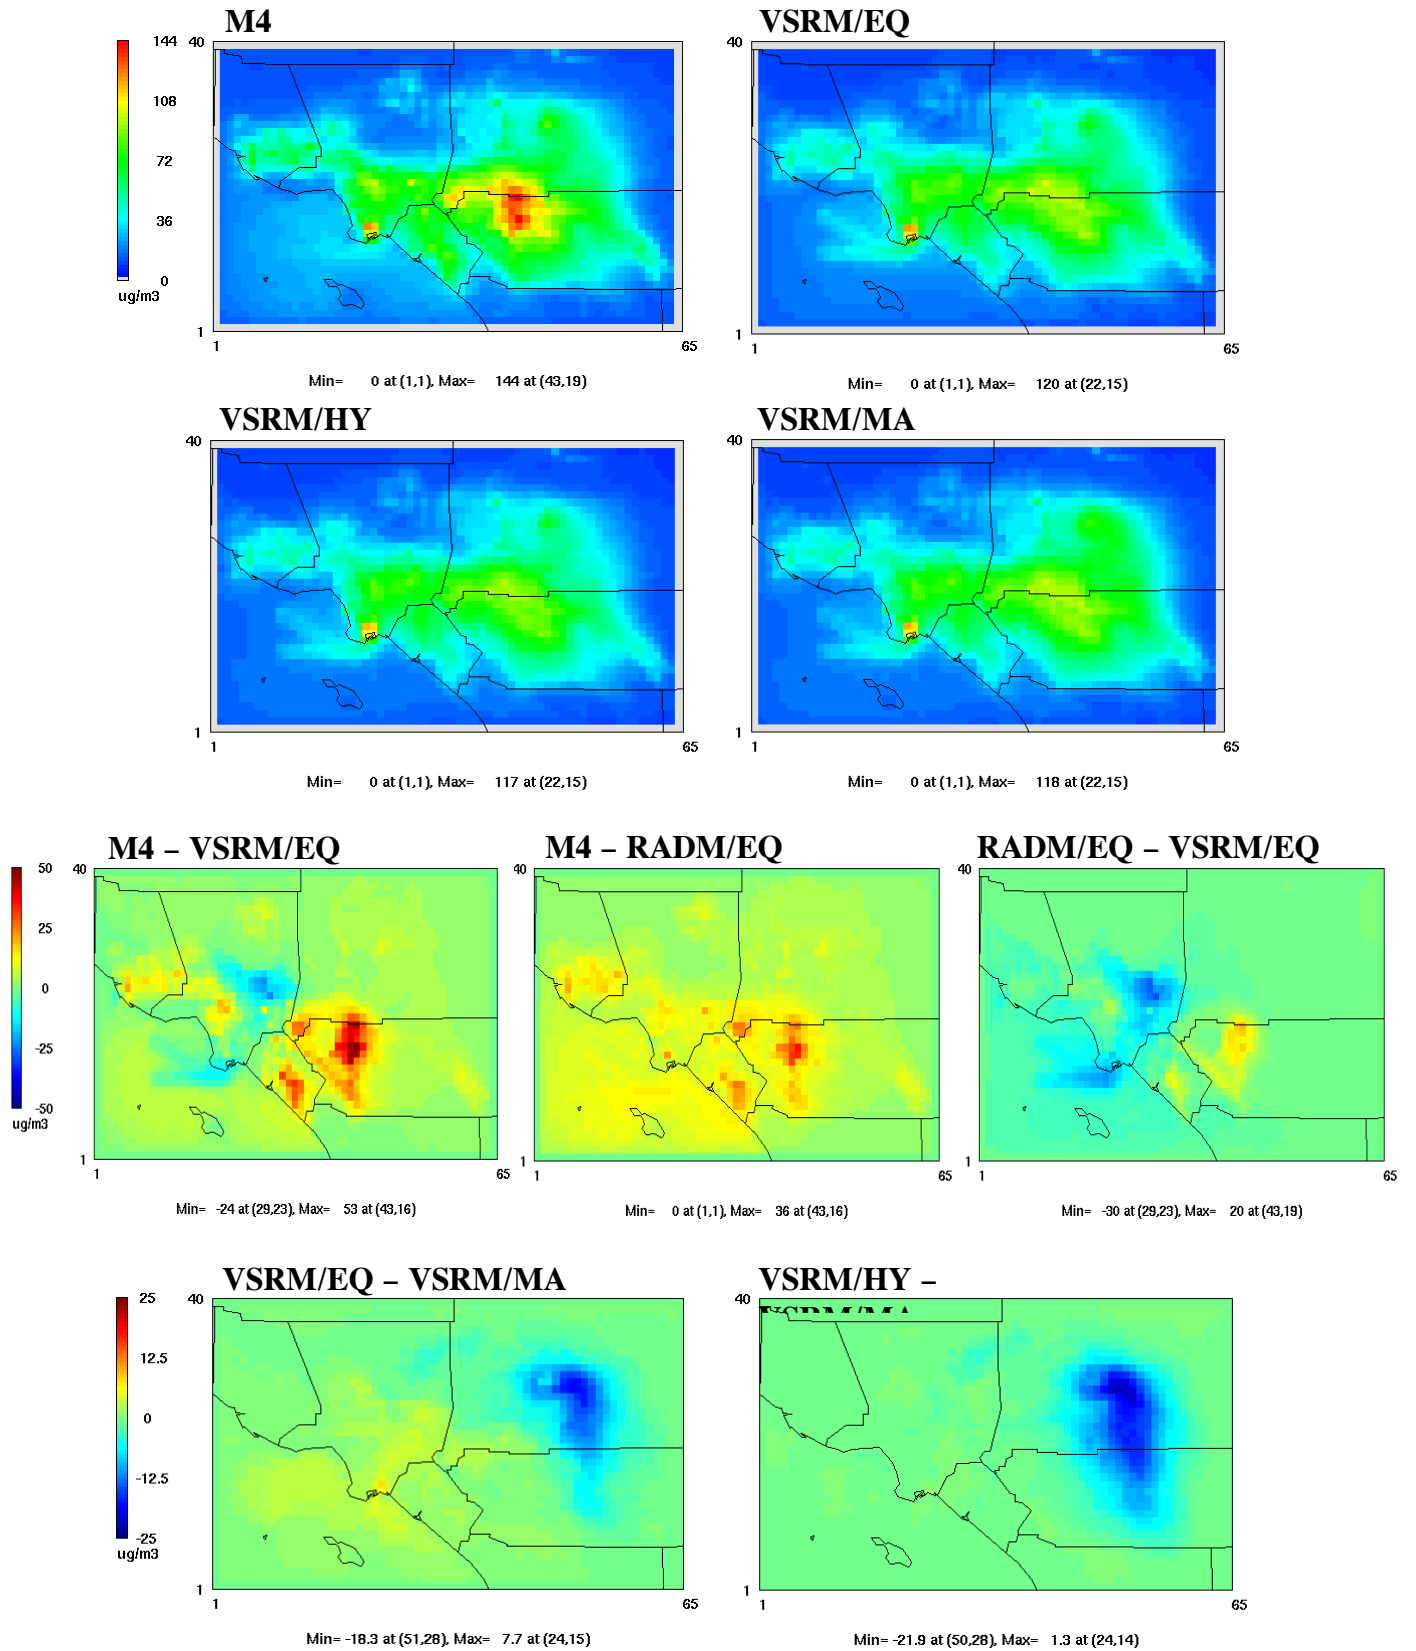 M4
VSRM/EQ
144
108
72
36
0
ug/m3
40
1
1
65
Min= 0 at (1,1), Max= 144 at (43,19)
40
1
1
65
Min= 0 at (1,1), Max= 120 at (22,15)
VSRM/HY
VSRM/MA
40
1
1
65
Min= 0 at (1,1), Max= 117 at (22,15)
40
1
1
65
Min= 0 at (1,1), Max= 118 at (22,15)
M4 – VSRM/EQ
M4 – RADM/EQ
RADM/EQ – VSRM/EQ
50
25
0
-25
-50
ug/m3
40
1
1
65
Min= -24 at (29,23), Max= 53 at (43,16)
40
1
1
65
Min= 0 at (1,1), Max= 36 at (43,16)
40
1
1
65
Min= -30 at (29,23), Max= 20 at (43,19)
VSRM/EQ – VSRM/MA
VSRM/HY –
VSRM/MA
25
12.5
0
-12.5
-25
ug/m3
40
1
1
65
Min= -18.3 at (51,28), Max= 7.7 at (24,15)
40
1
1
65
Min= -21.9 at (50,28), Max= 1.3 at (24,14)